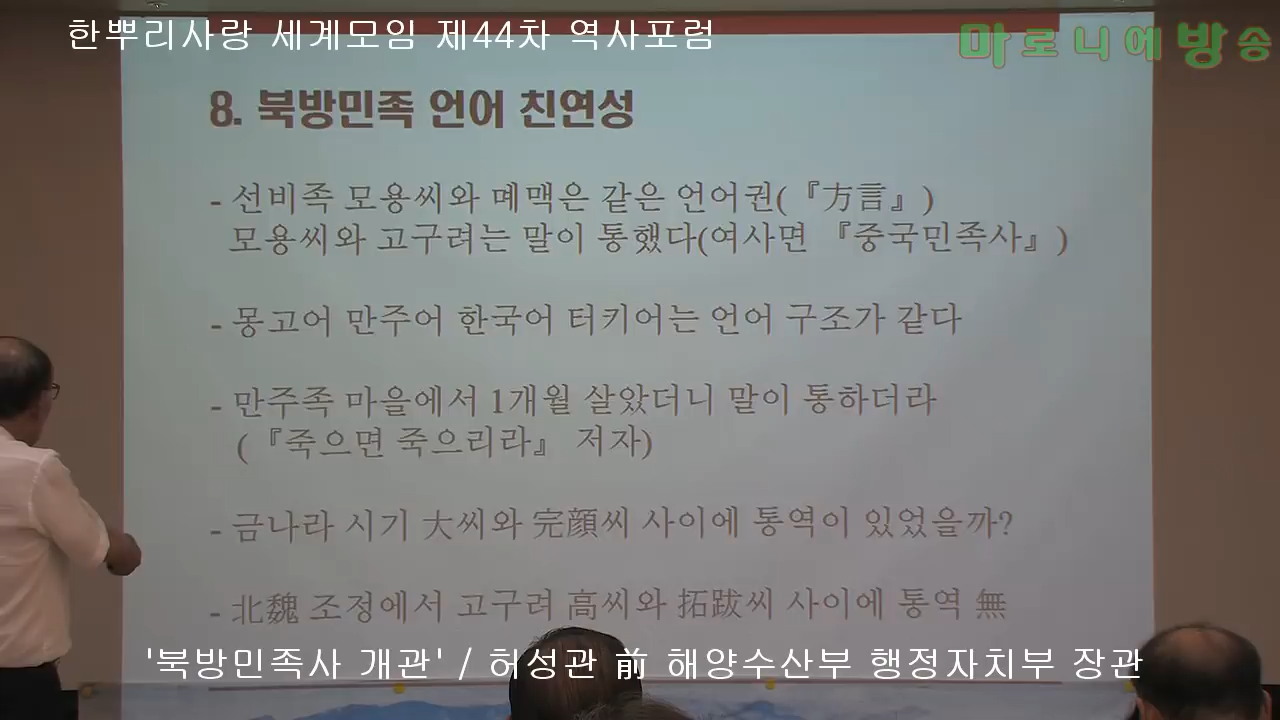 한뿌리사랑 세계모임 제44차 역사포럼
마로니에방송
8. 북방민족 언어 친연성
- 선비족 모용씨와 몌맥은 같은 언어권(『方言』)
모용씨와 고구려는 말이 통했다(여사면 『중국민족사』)
- 몽고어 만주어 한국어 터키어는 언어 구조가 같다
- 만주족 마을에서 1개월 살았더니 말이 통하더라
(『죽으면 죽으리라』 저자)
- 금나라 시기 大씨와 完顔씨 사이에 통역이 있었을까?
- 北魏 조정에서 고구려 高씨와 拓跋씨 사이에 통역 無
'북방민족사 개관' / 허성관 前 해양수산부 행정자치부 장관